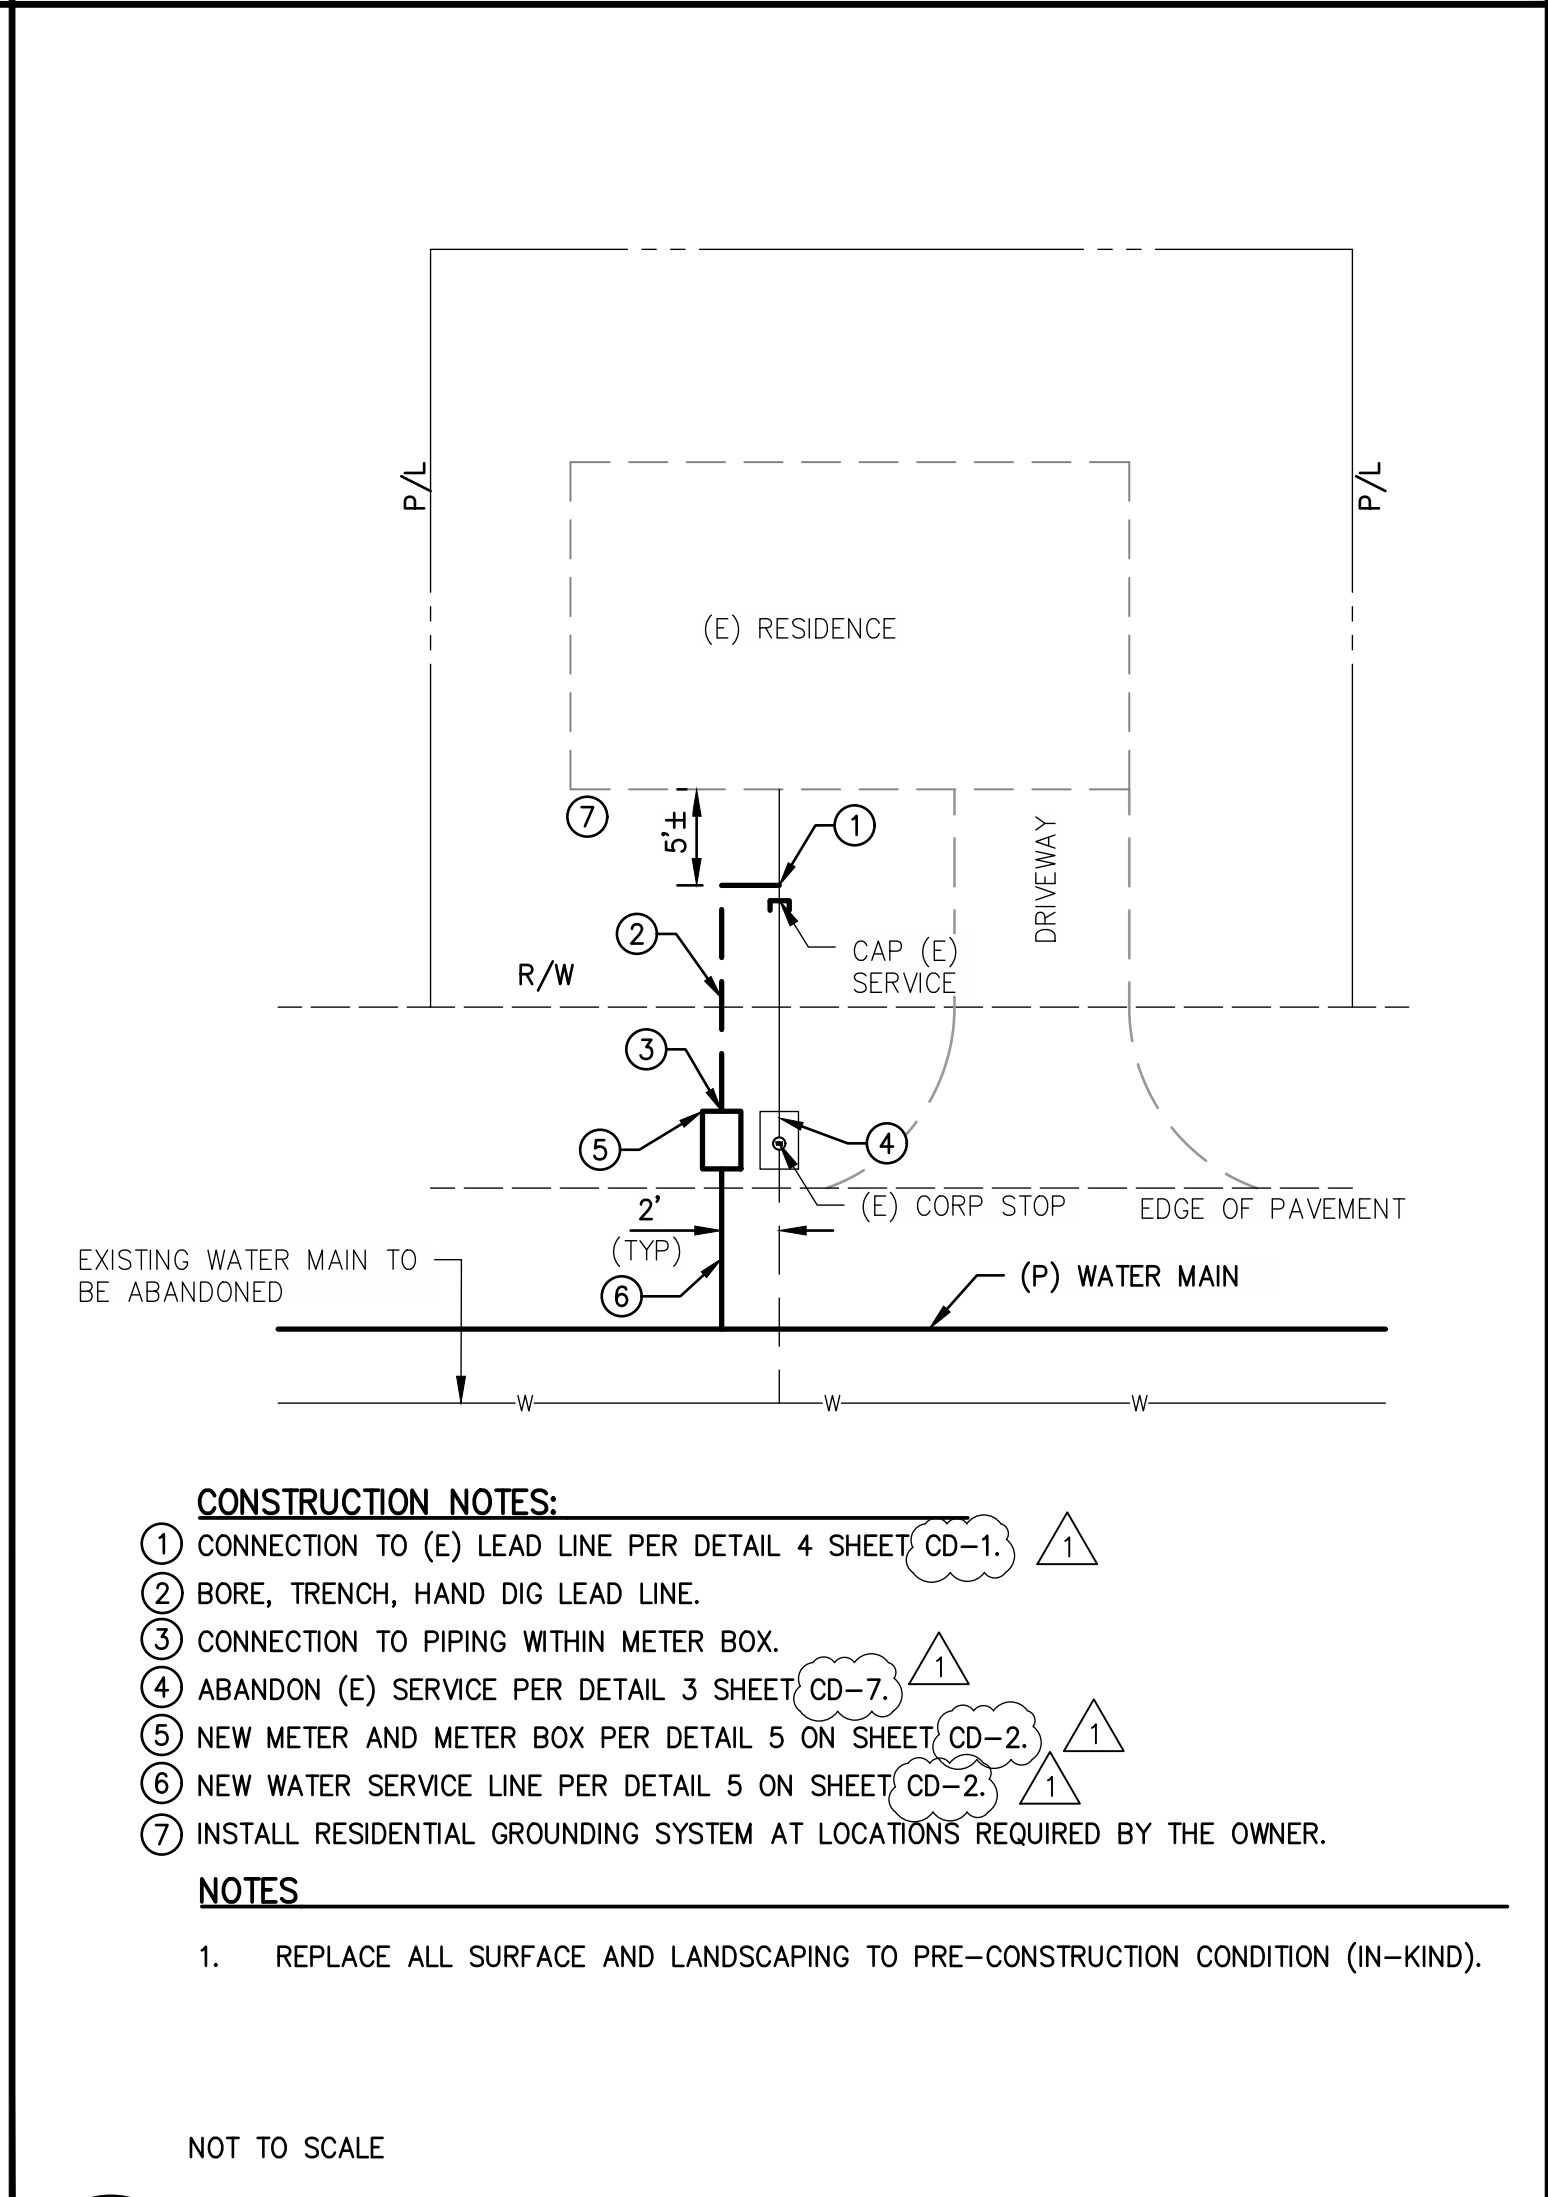 P/L
P/L
(E) RESIDENCE
7
5'±
1
DRIVEWAY
2
CAP (E)
SERVICE
R/W
3
5
4
2'
(TYP)
(E) CORP STOP
EDGE OF PAVEMENT
EXISTING WATER MAIN TO
BE ABANDONED
6
(P) WATER MAIN
W W W
CONSTRUCTION NOTES:
1 CONNECTION TO (E) LEAD LINE PER DETAIL 4 SHEET CD-1. 1
2 BORE, TRENCH, HAND DIG LEAD LINE.
3 CONNECTION TO PIPING WITHIN METER BOX.
4 ABANDON (E) SERVICE PER DETAIL 3 SHEET CD-7. 1
5 NEW METER AND METER BOX PER DETAIL 5 ON SHEET CD-2. 1
6 NEW WATER SERVICE LINE PER DETAIL 5 ON SHEET CD-2. 1
7 INSTALL RESIDENTIAL GROUNDING SYSTEM AT LOCATIONS REQUIRED BY THE OWNER.
NOTES
1. REPLACE ALL SURFACE AND LANDSCAPING TO PRE-CONSTRUCTION CONDITION (IN-KIND).
NOT TO SCALE